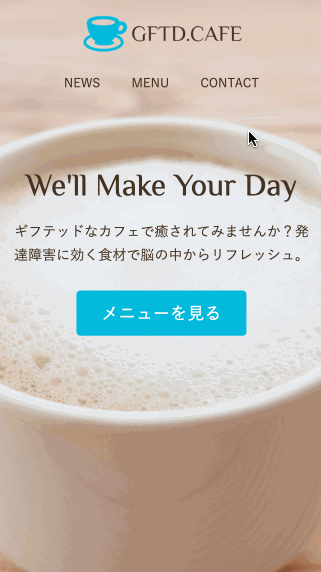 GFTD.CAFE
NEWS MENU CONTACT
We'll Make Your Day
ギフテッドなカフェで癒されてみませんか？発
達障害に効く食材で脳の中からリフレッシュ。
メニューを見る